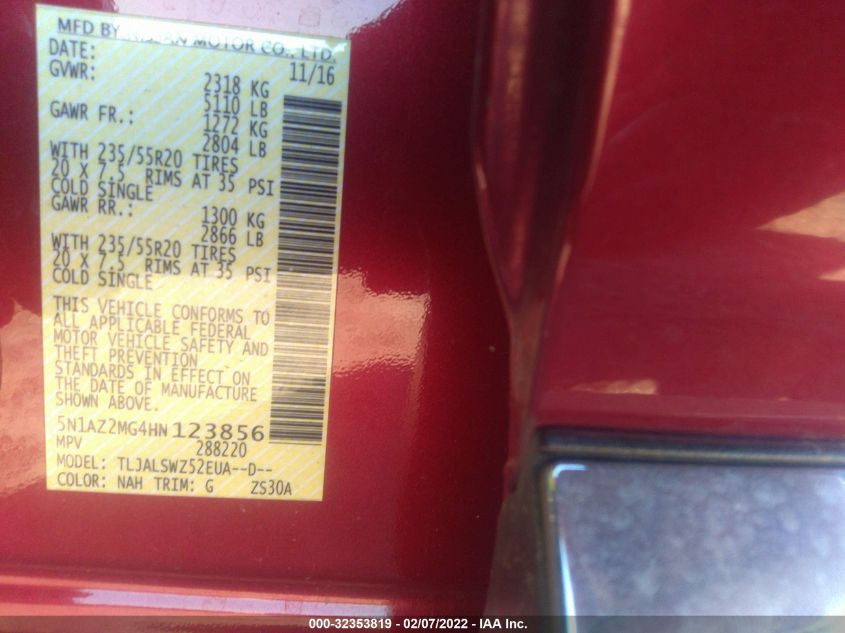 MFD BY NISSAN MOTOR CO., LTD.
DATE: 11/16
GVWR: 2318 KG
5110 LB
GAWR FR.: 1272 KG
2804 LB
WITH 235/55R20 TIRES
20 X 7.5 RIMS AT 35 PSI
COLD SINGLE
GAWR RR.: 1300 KG
2866 LB
WITH 235/55R20 TIRES
20 X 7.5 RIMS AT 35 PSI
COLD SINGLE
THIS VEHICLE CONFORMS TO
ALL APPLICABLE FEDERAL
MOTOR VEHICLE SAFETY AND
THEFT PREVENTION
STANDARDS IN EFFECT ON
THE DATE OF MANUFACTURE
SHOWN ABOVE.
5N1AZ2MG4HN123856
MPV 288220
MODEL: TLJALSWZ52EUA--D--
COLOR: NAH TRIM: G ZS30A
000-32353819 - 02/07/2022 - IAA Inc.